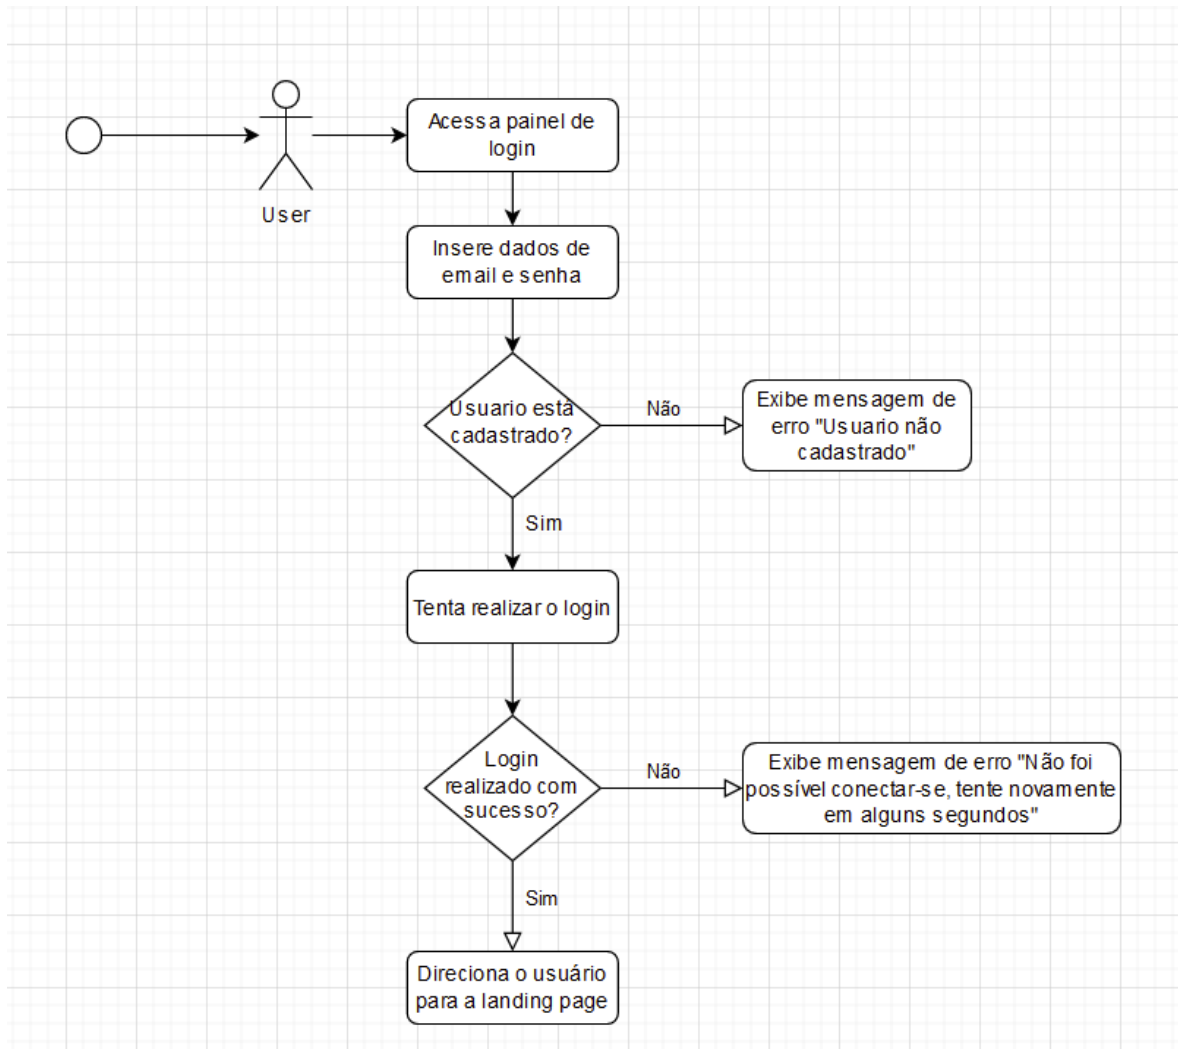 Acessa painel de
login
User
Insere dados de
email e senha
Usuario está
cadastrado?
Não
Exibe mensagem de
erro "Usuario não
cadastrado"
Sim
Tenta realizar o login
Login
realizado com
sucesso?
Não
Exibe mensagem de erro "Não foi
possível conectar-se, tente novamente
em alguns segundos"
Sim
Direciona o usuário
para a landing page